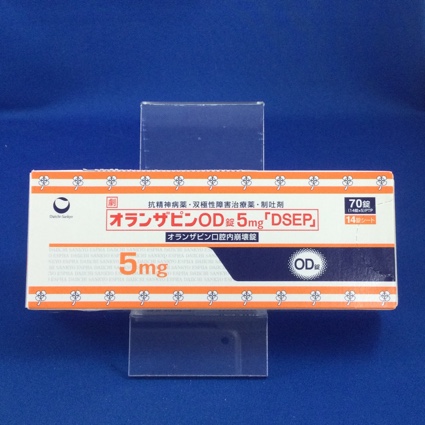 劇
抗精神病薬・双極性障害治療薬・制吐剤
オランザピンOD錠5mg「DSEP」
オランザピン口腔内崩壊錠
70錠
14錠シート
Daiichi Sankyo
5mg
OD錠